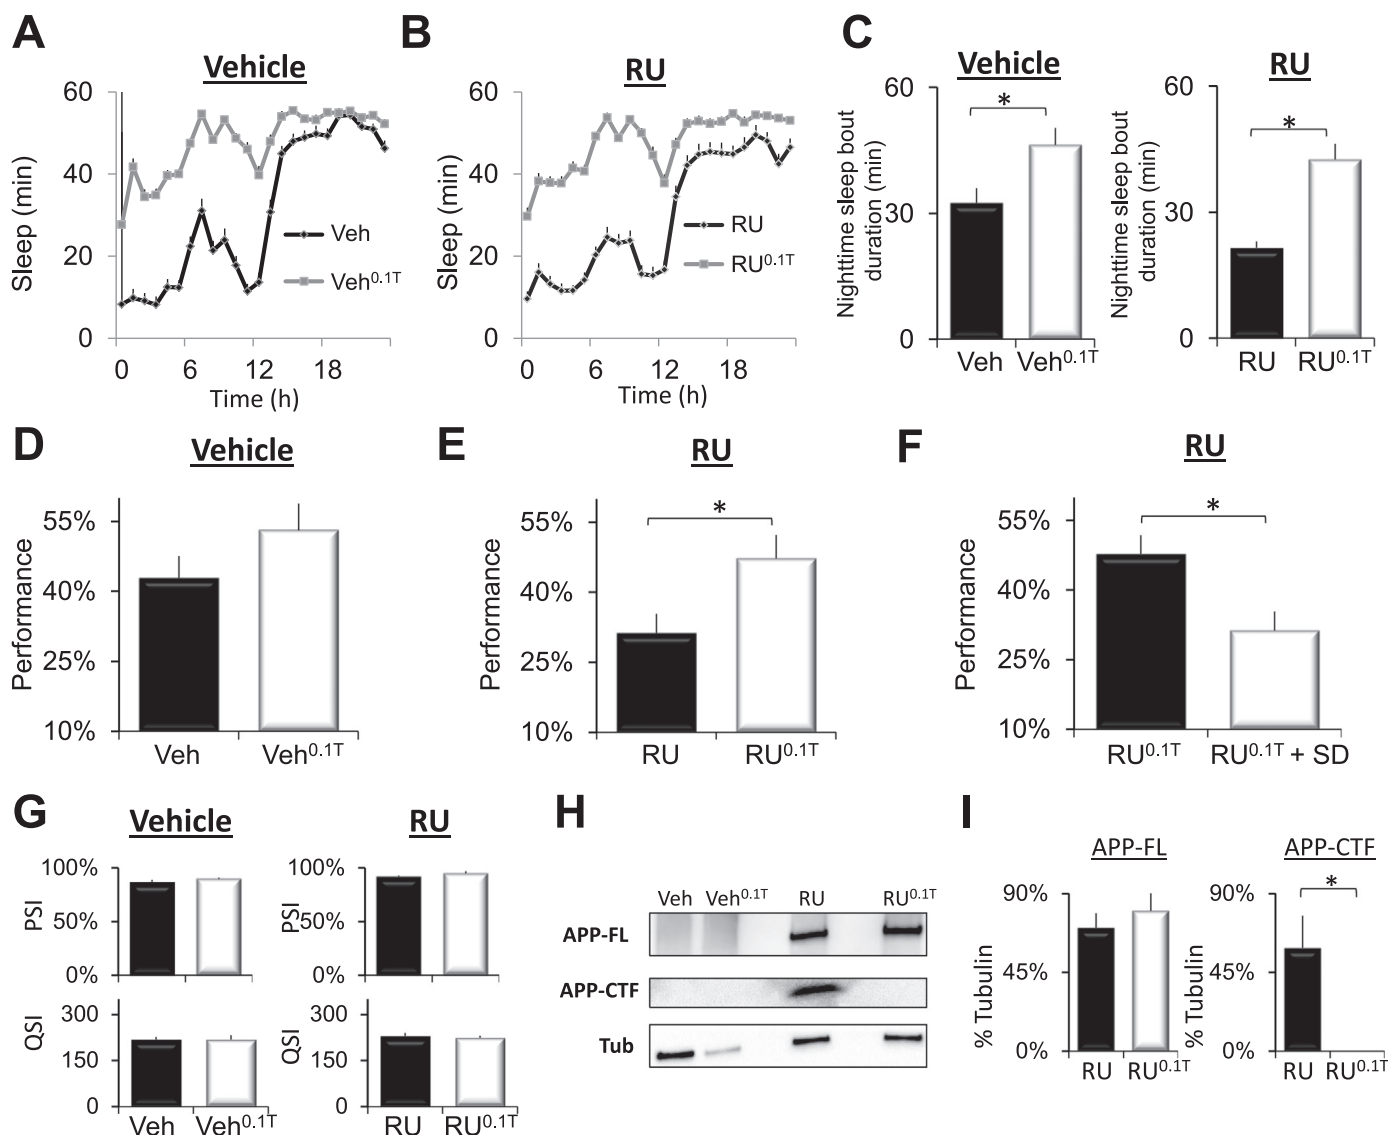 A
Vehicle
60
40
20
0
Sleep (min)
Veh
Veh0.1T
0 6 12 18
Time (h)
B
RU
60
40
20
0
Sleep (min)
RU
RU0.1T
0 6 12 18
Time (h)
C
Vehicle
60
30
0
Nighttime sleep bout
duration (min)
*
Veh Veh0.1T
RU
60
30
0
Nighttime sleep bout
duration (min)
*
RU RU0.1T
D
Vehicle
55%
40%
25%
10%
Performance
Veh Veh0.1T
E
RU
55%
40%
25%
10%
Performance
*
RU RU0.1T
F
RU
55%
40%
25%
10%
Performance
*
RU0.1T RU0.1T + SD
G
Vehicle
100%
50%
0%
PSI
300
150
0
QSI
Veh Veh0.1T
RU
100%
50%
0%
PSI
300
150
0
QSI
RU RU0.1T
H
Veh Veh0.1T RU RU0.1T
APP-FL
APP-CTF
Tub
I
APP-FL
90%
45%
0%
% Tubulin
RU RU0.1T
APP-CTF
90%
45%
0%
% Tubulin
*
RU RU0.1T